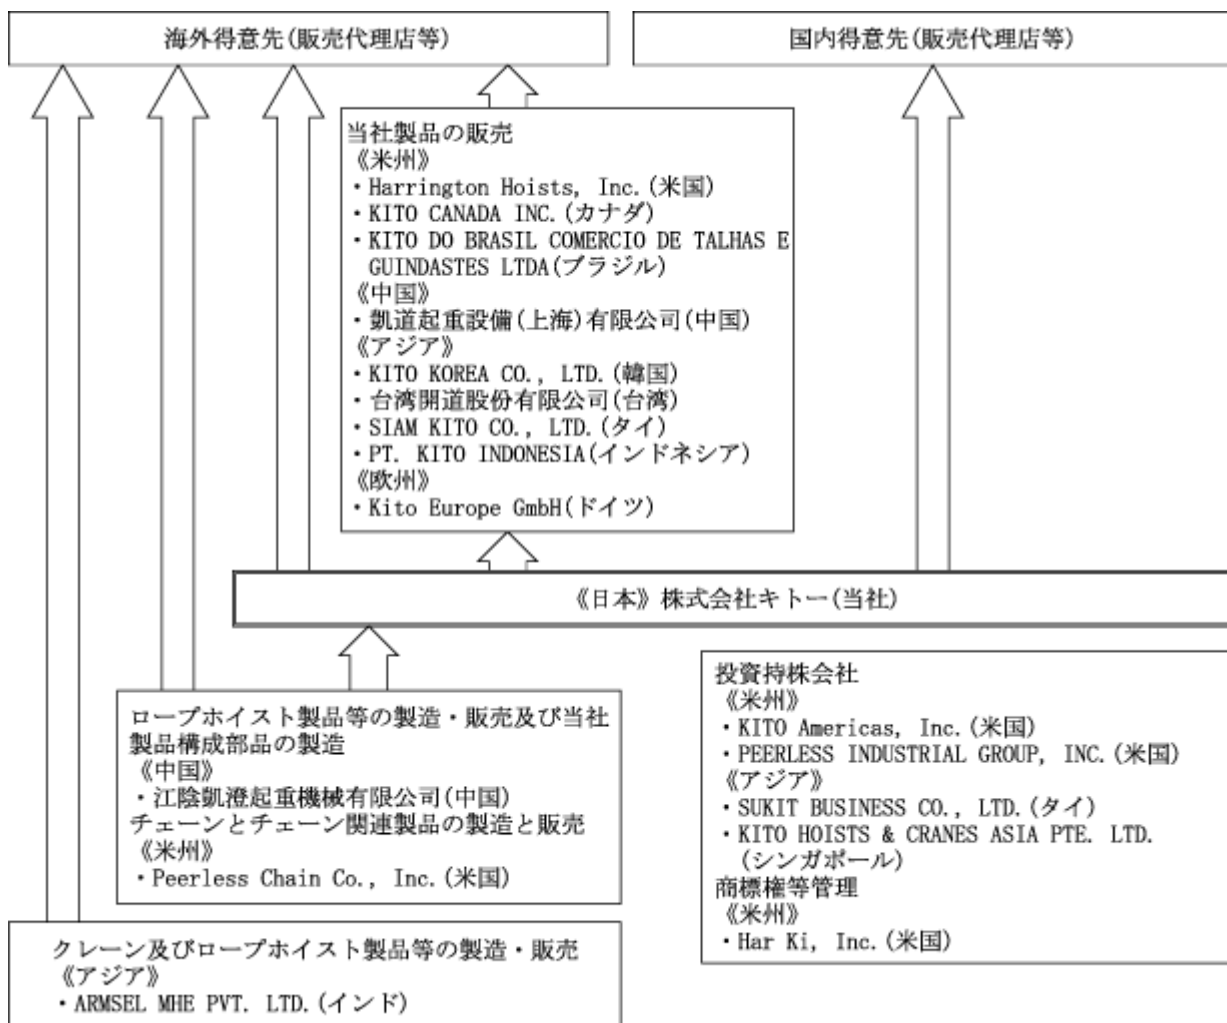 海外得意先(販売代理店等)
国内得意先(販売代理店等)
当社製品の販売
《米州》
・Harrington Hoists, Inc.(米国)
・KITO CANADA INC.(カナダ)
・KITO DO BRASIL COMERCIO DE TALHAS E
GUINDASTES LTDA(ブラジル)
《中国》
・凱道起重設備(上海)有限公司(中国)
《アジア》
・KITO KOREA CO., LTD.(韓国)
・台湾開道股份有限公司(台湾)
・SIAM KITO CO., LTD.(タイ)
・PT. KITO INDONESIA(インドネシア)
《欧州》
・Kito Europe GmbH(ドイツ)
《日本》株式会社キトー(当社)
ロープホイスト製品等の製造・販売及び当社
製品構成部品の製造
《中国》
・江陰凱澄起重機械有限公司(中国)
チェーンとチェーン関連製品の製造と販売
《米州》
・Peerless Chain Co., Inc.(米国)
クレーン及びロープホイスト製品等の製造・販売
《アジア》
・ARMSEL MHE PVT. LTD.(インド)
投資持株会社
《米州》
・KITO Americas, Inc.(米国)
・PEERLESS INDUSTRIAL GROUP, INC.(米国)
《アジア》
・SUKIT BUSINESS CO., LTD.(タイ)
・KITO HOISTS & CRANES ASIA PTE. LTD.
(シンガポール)
商標権等管理
《米州》
・Har Ki, Inc.(米国)